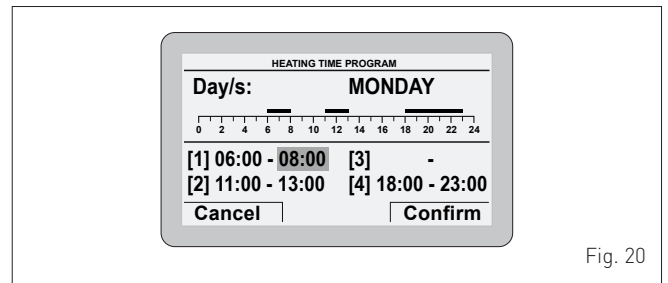 HEATING TIME PROGRAM
Day/s: MONDAY
0 2 4 6 8 10 12 14 16 18 20 22 24
[1] 06:00 - 08:00 [3] -
[2] 11:00 - 13:00 [4] 18:00 - 23:00
Cancel Confirm
Fig. 20